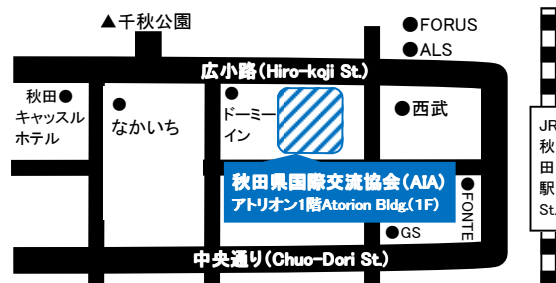 ▲千秋公園
●FORUS
●ALS
広小路(Hiro-koji St.)
秋田●
キャッスル
ホテル
●
なかいち
●
ドーミー
イン
●西武
秋田県国際交流協会(AIA)
アトリオン1階Atorion Bldg.(1F)
●FONTE
●GS
中央通り(Chuo-Dori St.)
JR
秋
田
駅
St.